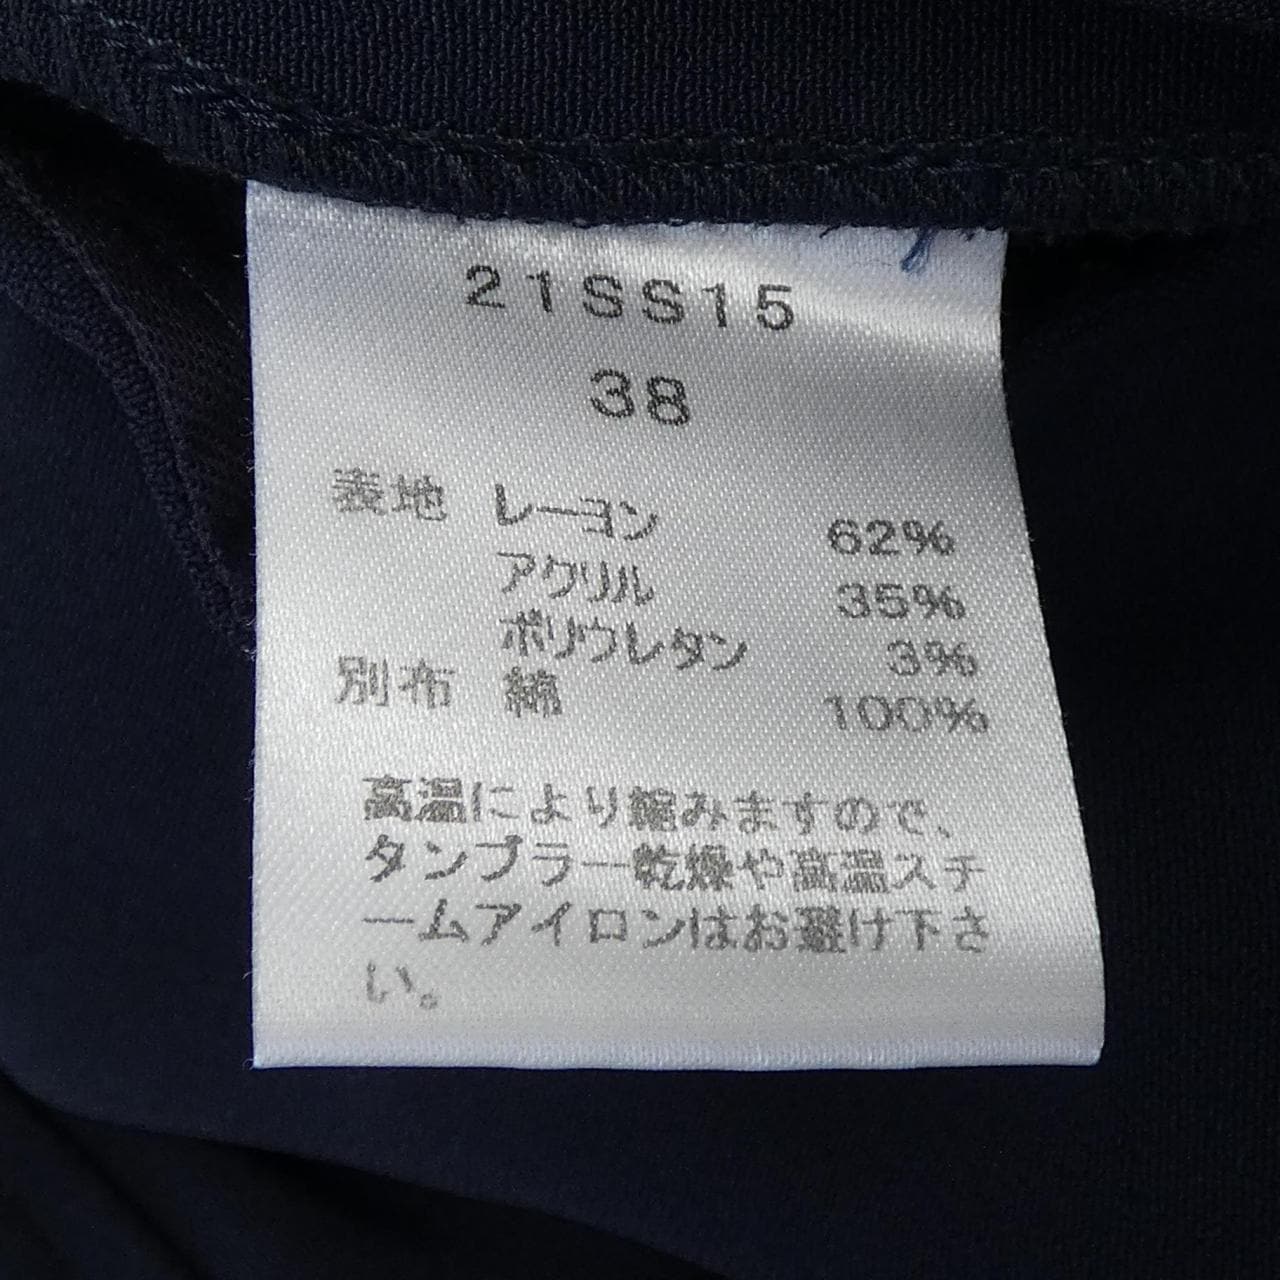 21SS15
38
表地 レーヨン 62%
アクリル 35%
ポリウレタン 3%
別布 綿 100%
高温により縮みますので、
タンブラー乾燥や高温スチ
ームアイロンはお避け下さ
い。